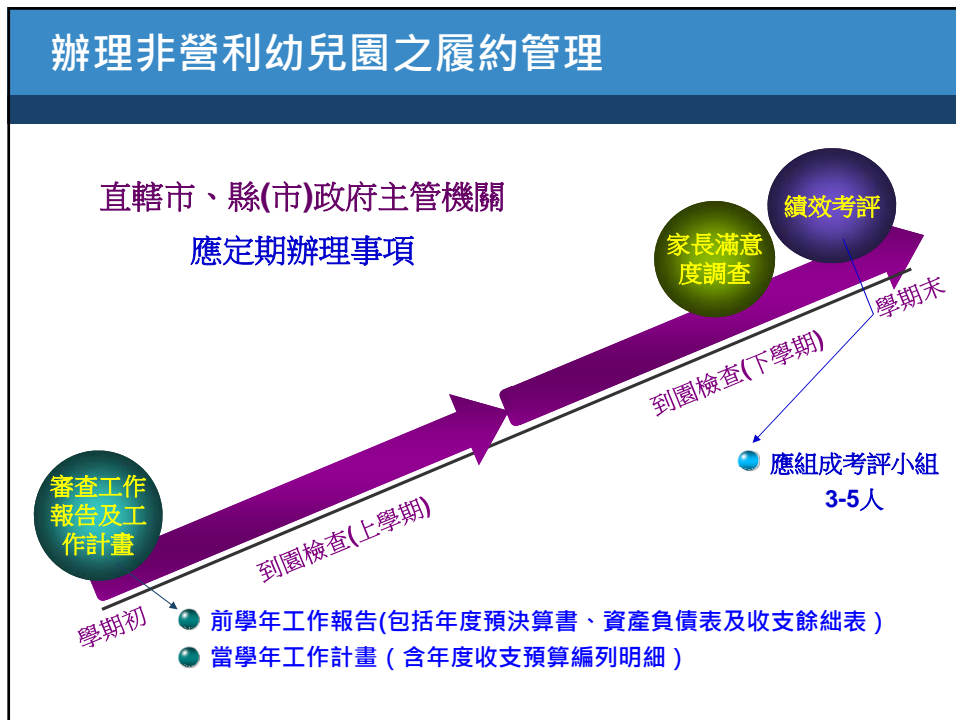 辦理非營利幼兒園之履約管理
直轄市、縣(市)政府主管機關
應定期辦理事項
績效考評
家長滿意
度調查
學期末
到園檢查(下學期)
應組成考評小組
3-5人
審查工作
報告及工
作計畫
到園檢查(上學期)
學期初
前學年工作報告(包括年度預決算書、資產負債表及收支餘絀表）
當學年工作計畫（含年度收支預算編列明細）